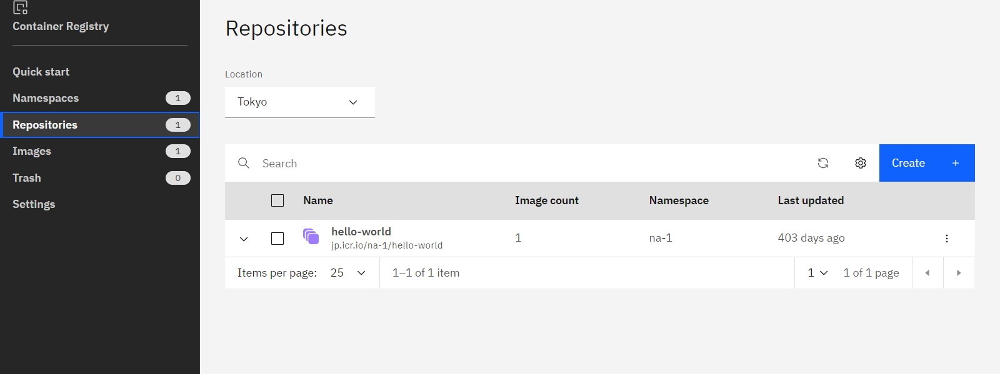 Container Registry
Quick start
Namespaces 1
Repositories 1
Images 1
Trash 0
Settings
Repositories
Location
Tokyo
Search
Create +
Name Image count Namespace Last updated
hello-world 1 na-1 403 days ago
jp.icr.io/na-1/hello-world
Items per page: 25 1–1 of 1 item 1 1 of 1 page